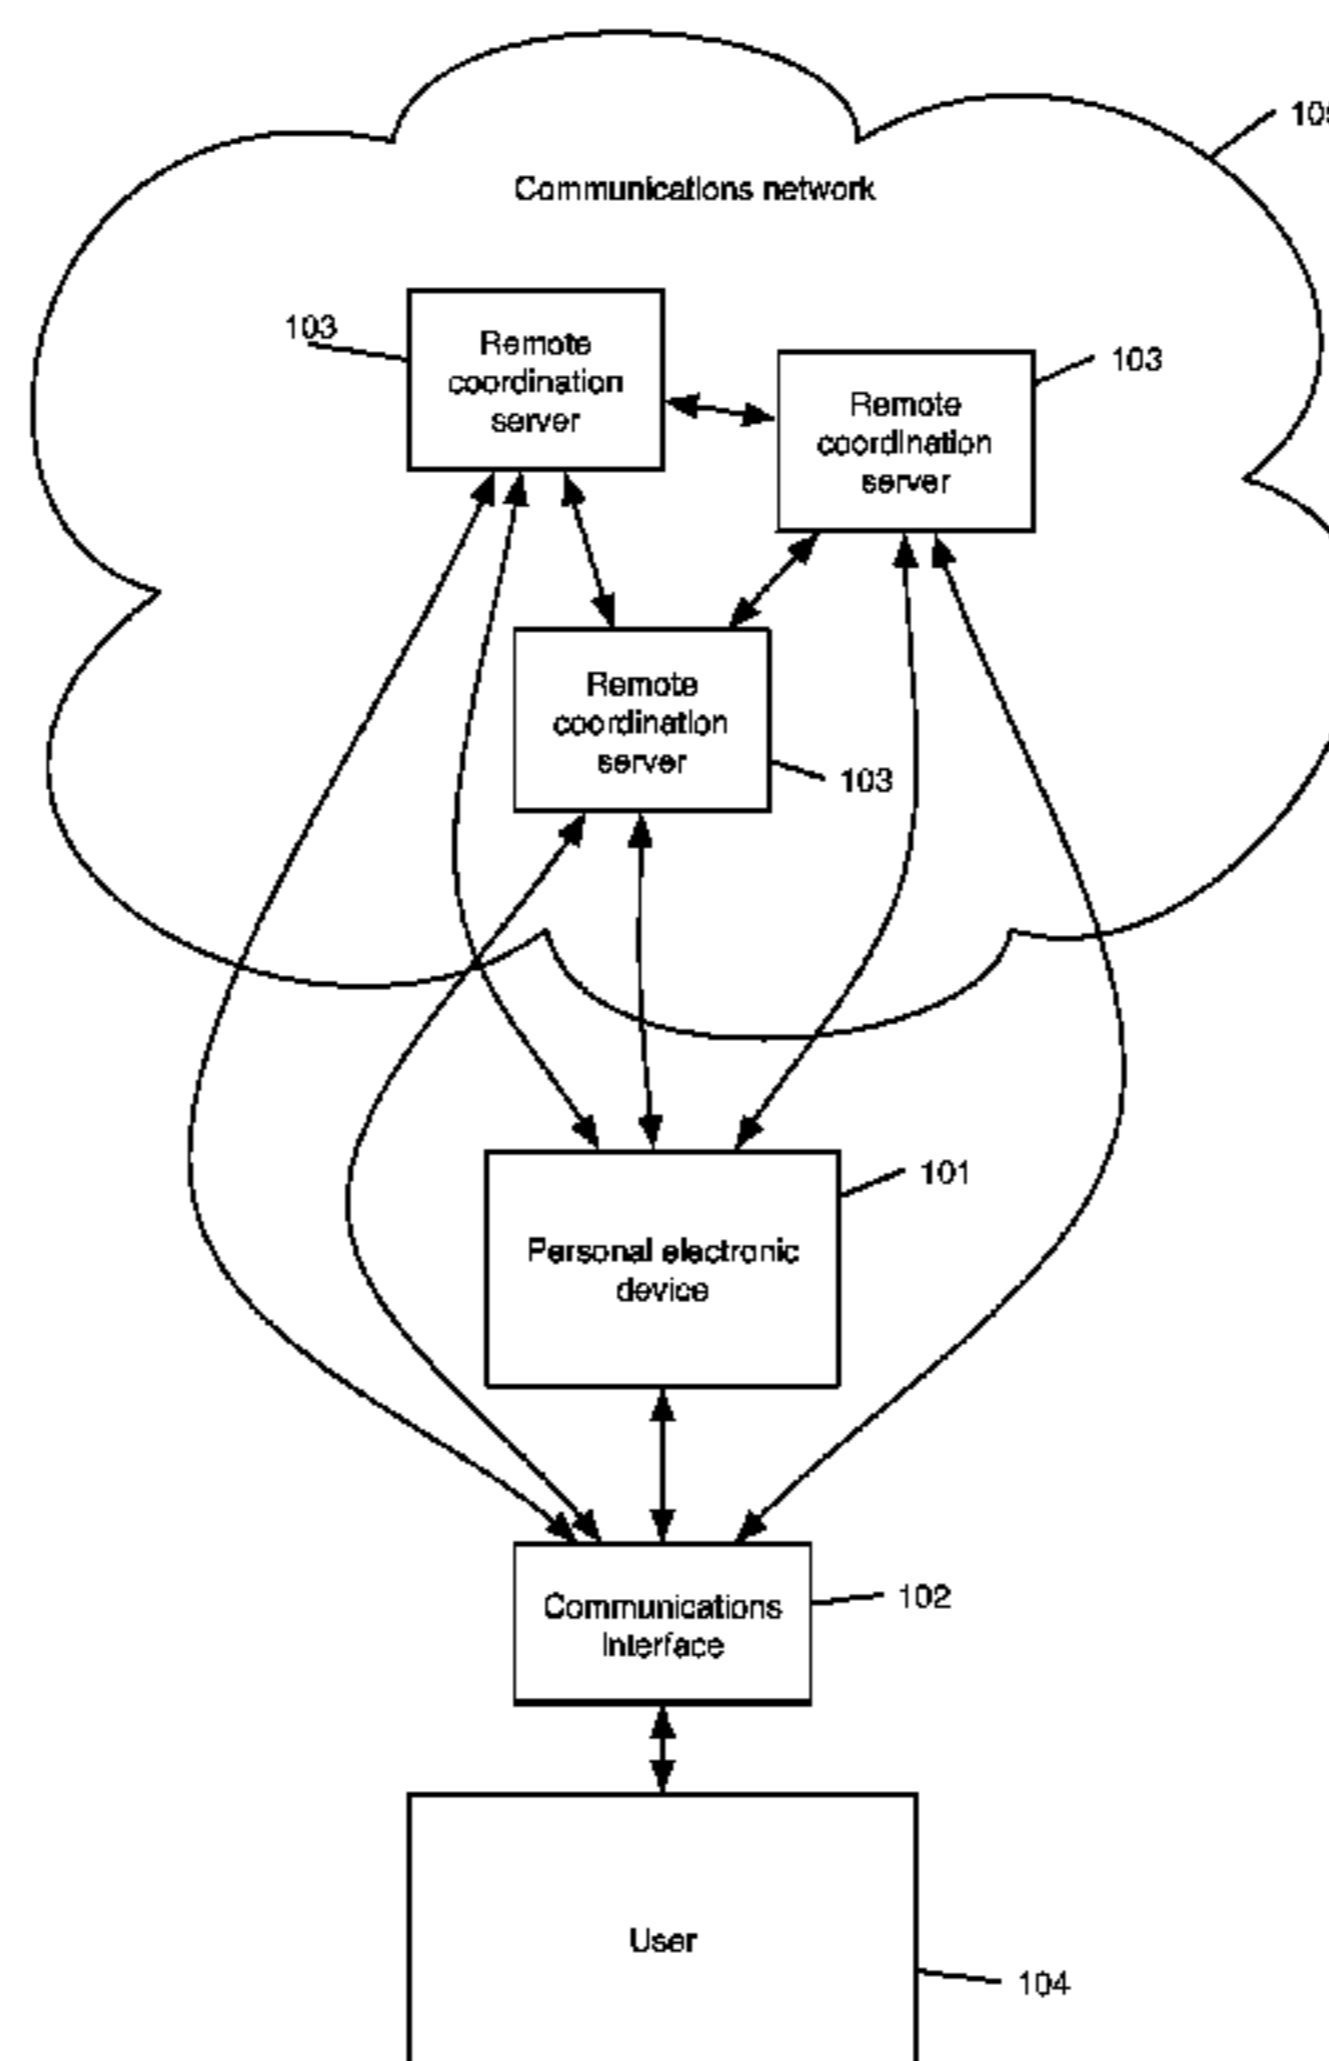 Communications network
103
Remote
coordination
server
103
Remote
coordination
server
Remote
coordination
server
103
101
Personal electronic
device
102
Communications
Interface
User
104